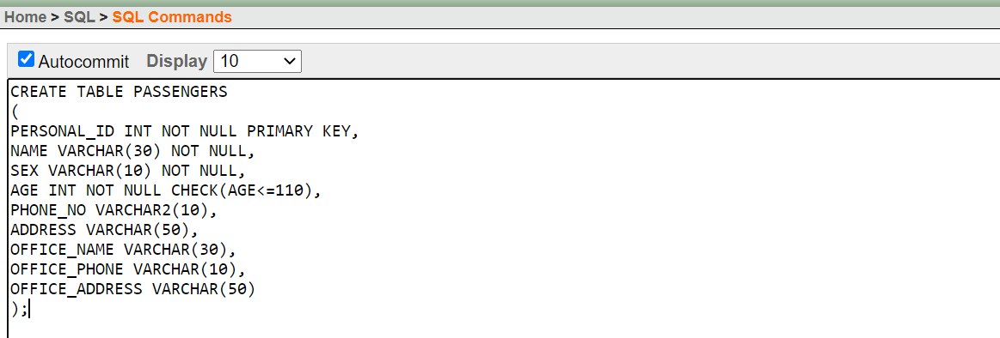 Home > SQL > SQL Commands
Autocommit Display 10
CREATE TABLE PASSENGERS
(
PERSONAL_ID INT NOT NULL PRIMARY KEY,
NAME VARCHAR(30) NOT NULL,
SEX VARCHAR(10) NOT NULL,
AGE INT NOT NULL CHECK(AGE<=110),
PHONE_NO VARCHAR2(10),
ADDRESS VARCHAR(50),
OFFICE_NAME VARCHAR(30),
OFFICE_PHONE VARCHAR(10),
OFFICE_ADDRESS VARCHAR(50)
);